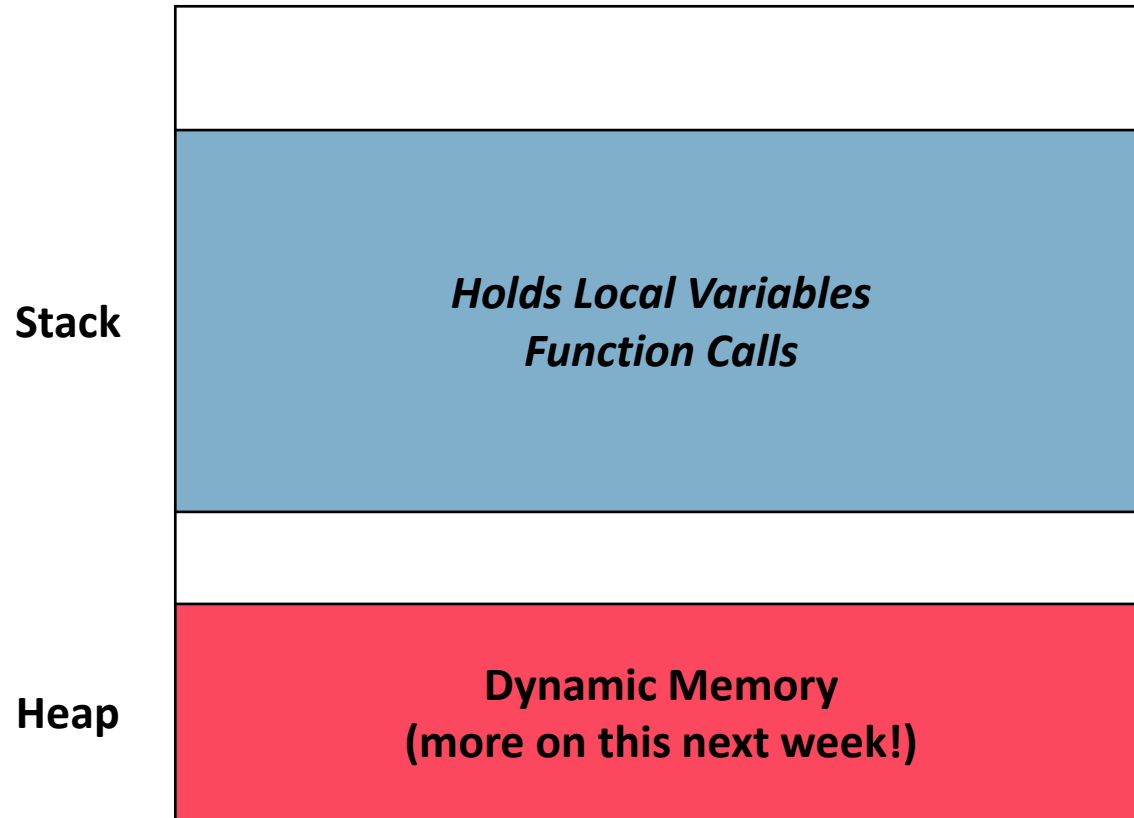 Stack
Holds Local Variables
Function Calls
Heap
Dynamic Memory
(more on this next week!)